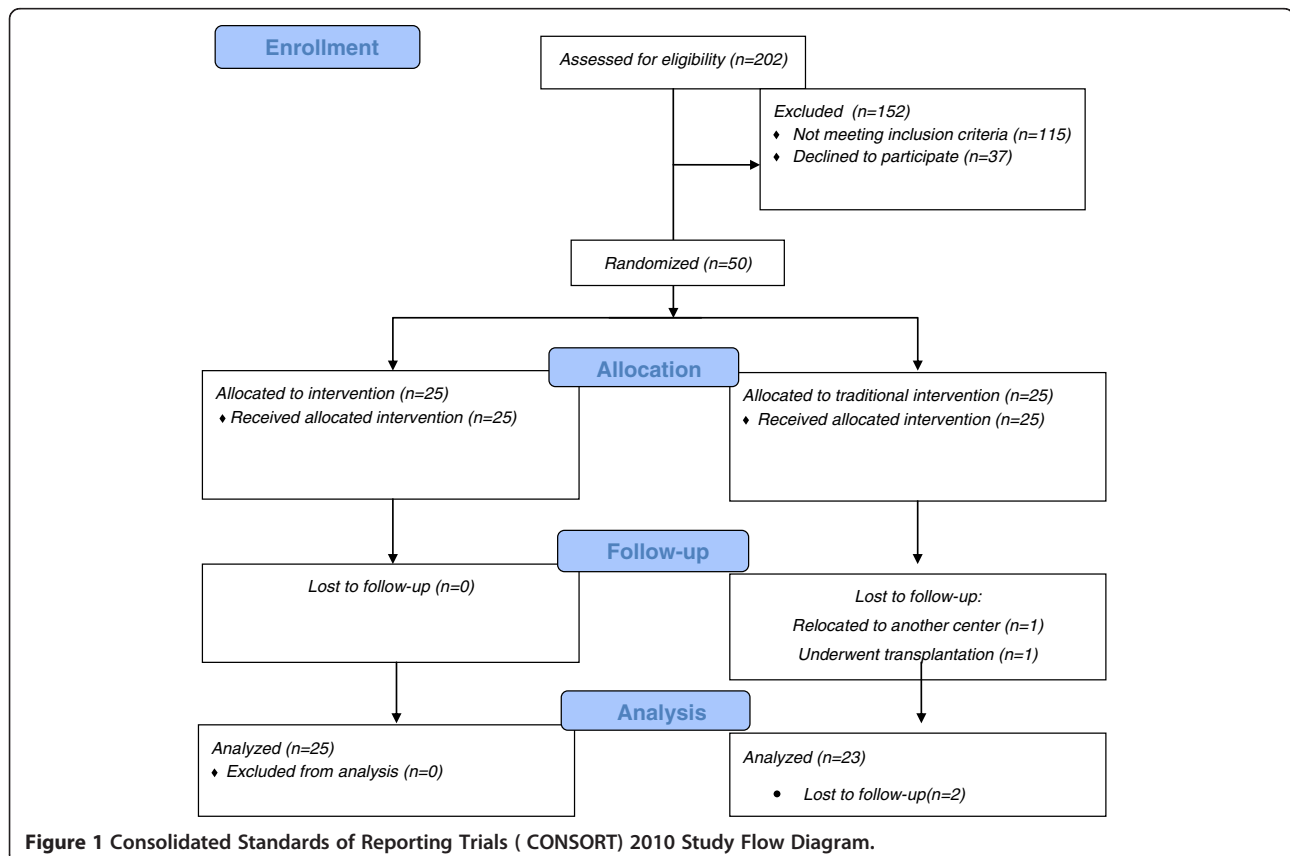 Enrollment
Assessed for eligibility (n=202)
Excluded (n=152)
♦ Not meeting inclusion criteria (n=115)
♦ Declined to participate (n=37)
Randomized (n=50)
Allocation
Allocated to intervention (n=25)
♦ Received allocated intervention (n=25)
Allocated to traditional intervention (n=25)
♦ Received allocated intervention (n=25)
Follow-up
Lost to follow-up (n=0)
Lost to follow-up:
Relocated to another center (n=1)
Underwent transplantation (n=1)
Analysis
Analyzed (n=25)
♦ Excluded from analysis (n=0)
Analyzed (n=23)
• Lost to follow-up(n=2)
Figure 1 Consolidated Standards of Reporting Trials ( CONSORT) 2010 Study Flow Diagram.